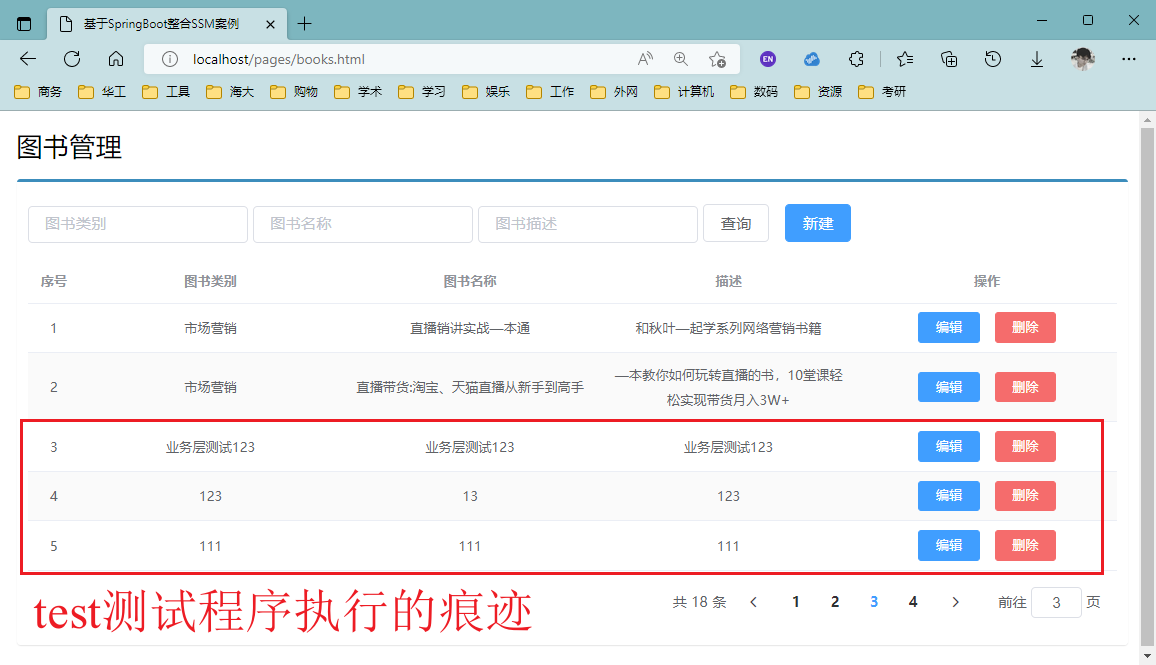 基于SpringBoot整合SSM案例
localhost/pages/books.html
EN
商务 华工 工具 海大 购物 学术 学习 娱乐 工作 外网 计算机 数码 资源 考研
图书管理
图书类别 图书名称 图书描述 查询 新建
序号 图书类别 图书名称 描述 操作
1 市场营销 直播销讲实战—本通 和秋叶—起学系列网络营销书籍 编辑 删除
2 市场营销 直播带货:淘宝、天猫直播从新手到高手 —本教你如何玩转直播的书，10堂课轻
松实现带货月入3W+ 编辑 删除
3 业务层测试123 业务层测试123 业务层测试123 编辑 删除
4 123 13 123 编辑 删除
5 111 111 111 编辑 删除
test测试程序执行的痕迹
共 18 条 1 2 3 4 前往 3 页